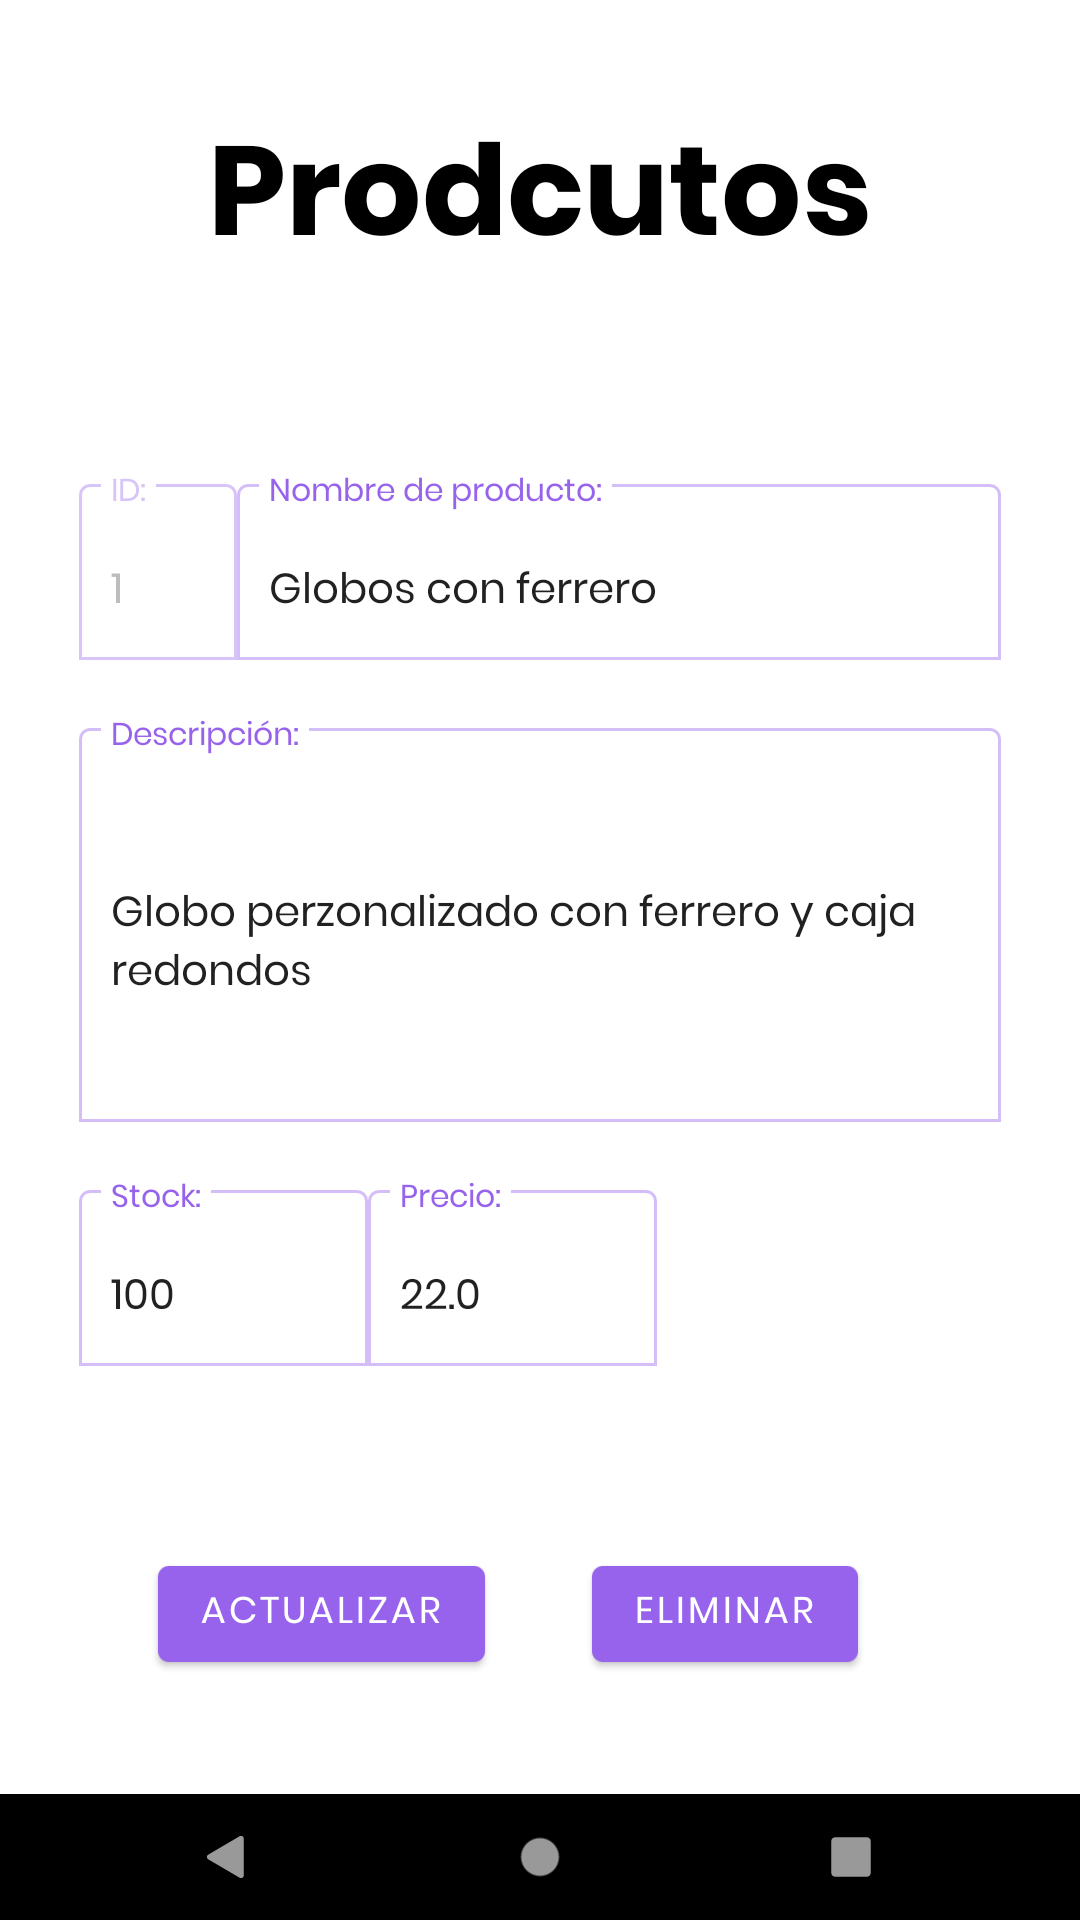 Prodcutos
ID:
1
Nombre de producto:
Globos con ferrero
Descripción:
Globo perzonalizado con ferrero y caja
redondos
Stock:
100
Precio:
22.0
ACTUALIZAR
ELIMINAR